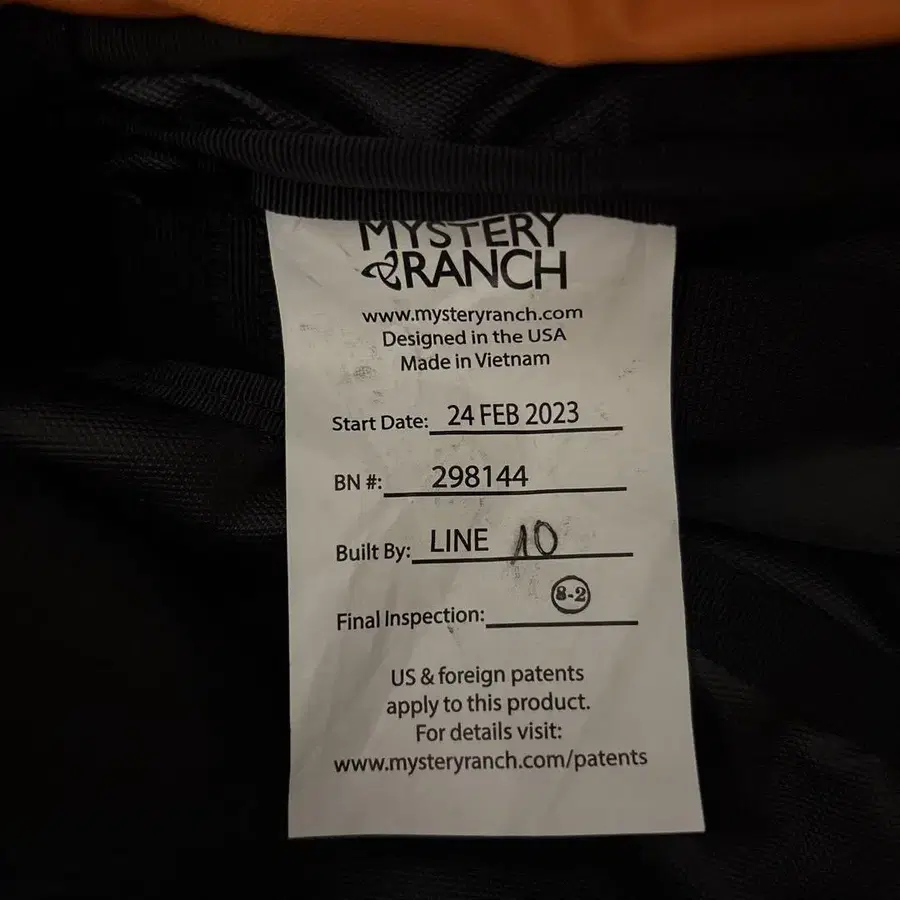 MYSTERY
RANCH
www.mysteryranch.com
Designed in the USA
Made in Vietnam
Start Date: 24 FEB 2023
BN #: 298144
Built By: LINE 10
Final Inspection: 8-2
US & foreign patents
apply to this product.
For details visit:
www.mysteryranch.com/patents